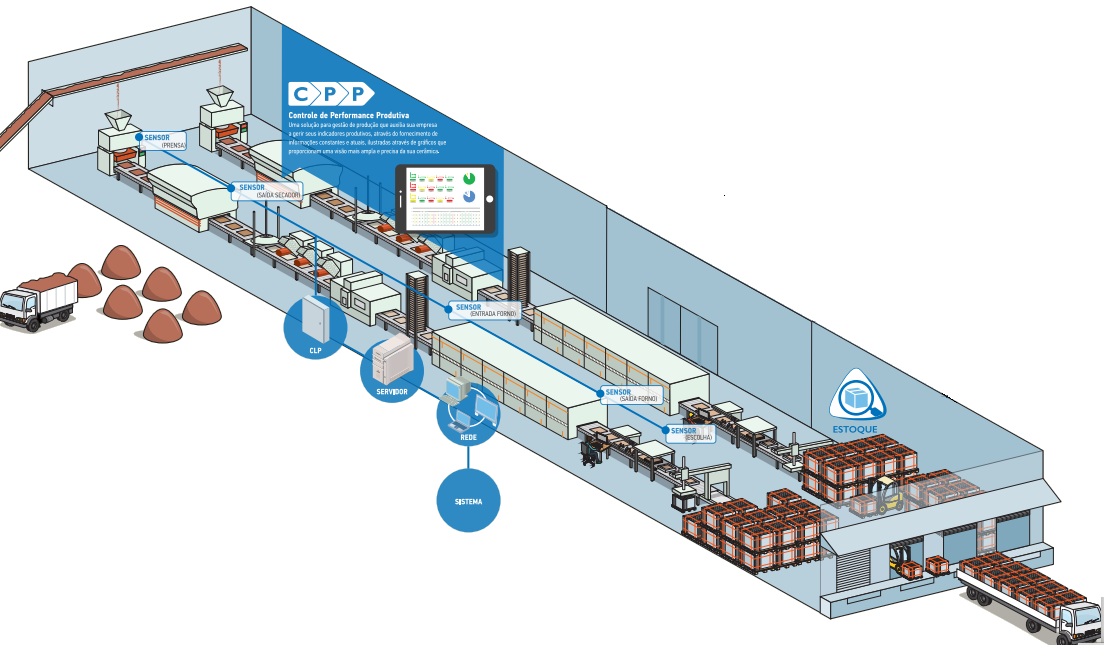 CPP
Controle de Performance Produtiva
Uma solução para gestão de produção que auxilia sua empresa
a gerir seus indicadores produtivos, através do fornecimento de
informações constantes e atuais, ilustradas através de gráficos que
proporcionam uma visão mais ampla e precisa da sua cerâmica.
SENSOR
(PRENSA)
SENSOR
(SAÍDA SECADOR)
SENSOR
(ENTRADA FORNO)
CLP
SERVIDOR
SENSOR
(SAÍDA FORNO)
SENSOR
(ESCOLHA)
ESTOQUE
REDE
SISTEMA